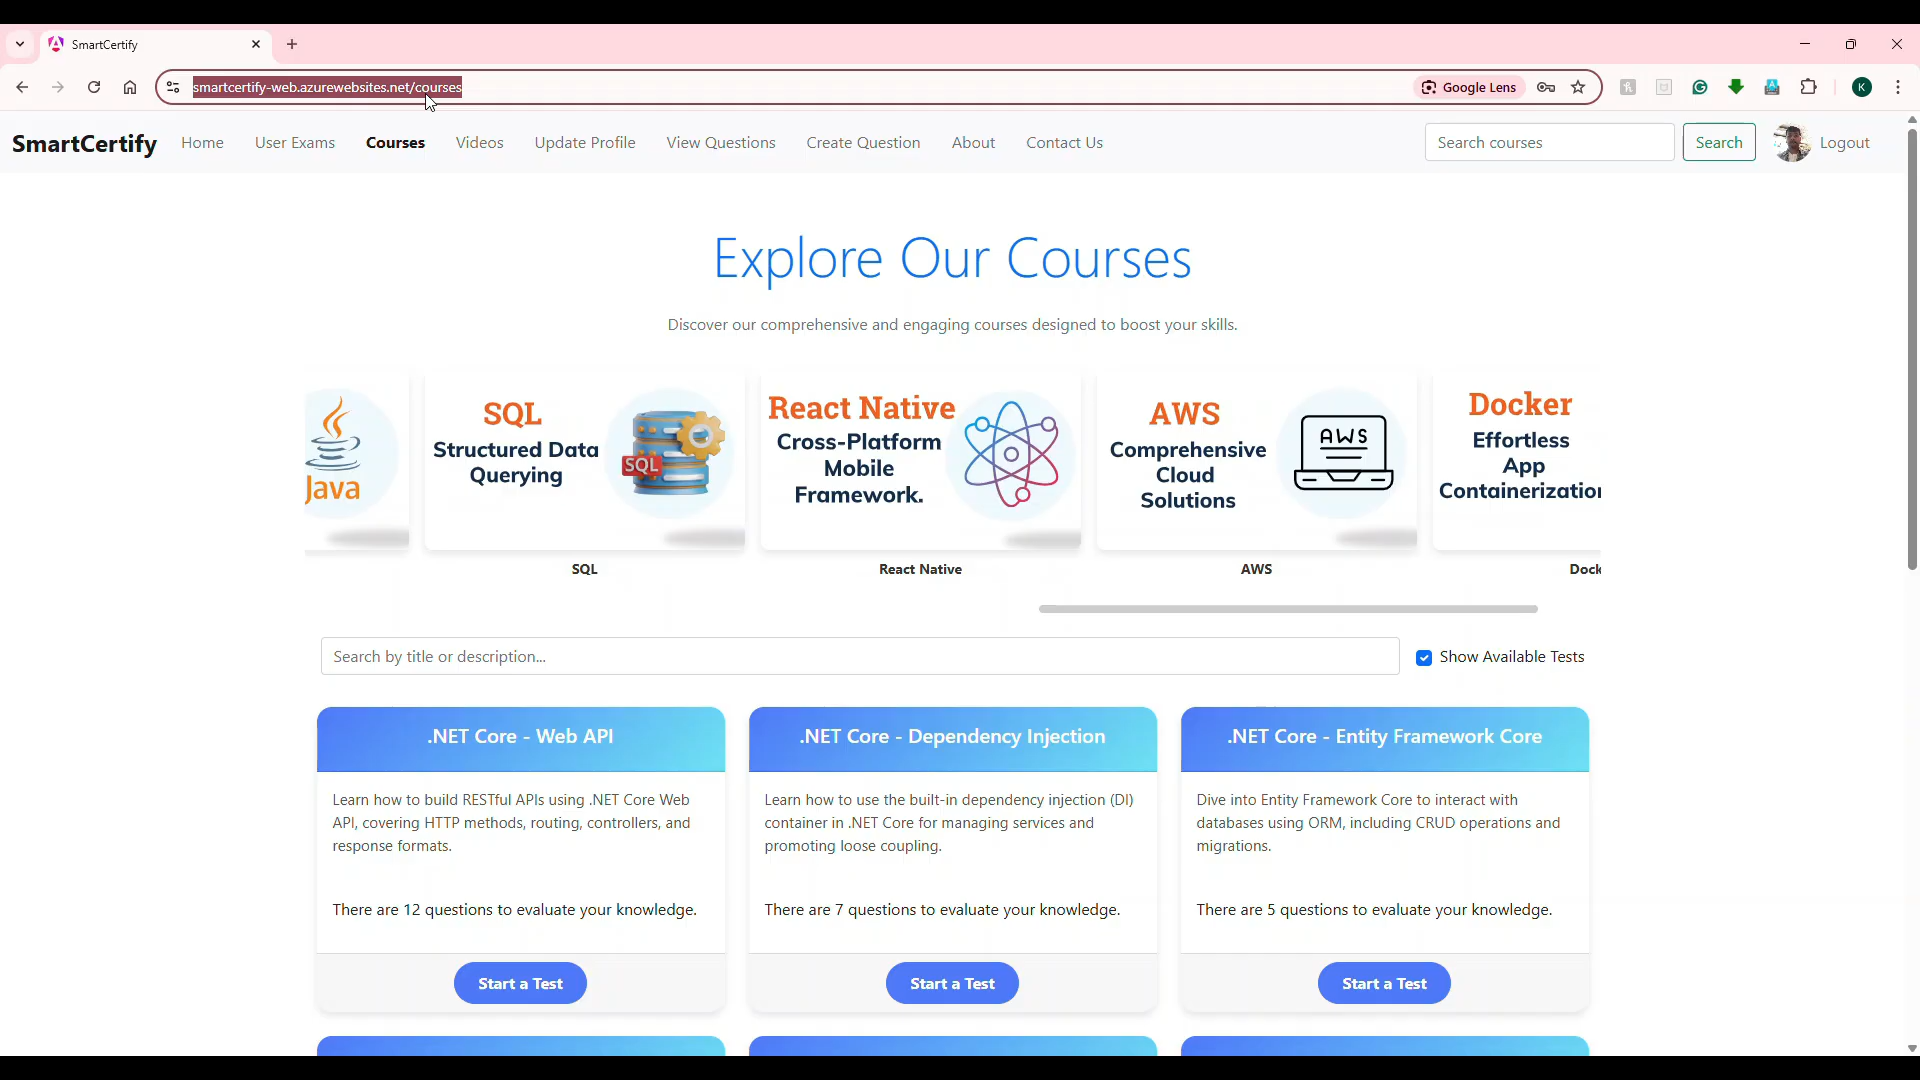 SmartCertify
smartcertify-web.azurewebsites.net/courses
Google Lens
K
SmartCertify
Home
User Exams
Courses
Videos
Update Profile
View Questions
Create Question
About
Contact Us
Search courses
Search
Logout
Explore Our Courses
Discover our comprehensive and engaging courses designed to boost your skills.
Java
SQL
Structured Data
Querying
SQL
SQL
React Native
Cross-Platform
Mobile
Framework.
React Native
AWS
Comprehensive
Cloud
Solutions
AWS
AWS
Docker
Effortless
App
Containerization
Dock
Search by title or description...
Show Available Tests
.NET Core - Web API
Learn how to build RESTful APIs using .NET Core Web
API, covering HTTP methods, routing, controllers, and
response formats.
There are 12 questions to evaluate your knowledge.
Start a Test
.NET Core - Dependency Injection
Learn how to use the built-in dependency injection (DI)
container in .NET Core for managing services and
promoting loose coupling.
There are 7 questions to evaluate your knowledge.
Start a Test
.NET Core - Entity Framework Core
Dive into Entity Framework Core to interact with
databases using ORM, including CRUD operations and
migrations.
There are 5 questions to evaluate your knowledge.
Start a Test